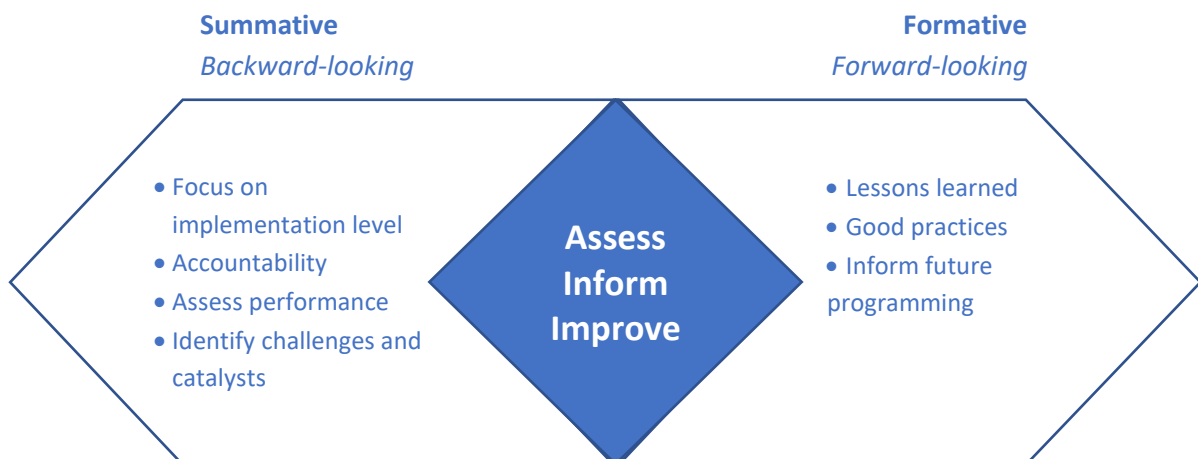 Summative
Backward-looking
Formative
Forward-looking
• Focus on
implementation level
• Accountability
• Assess performance
• Identify challenges and
catalysts
Assess
Inform
Improve
• Lessons learned
• Good practices
• Inform future
programming